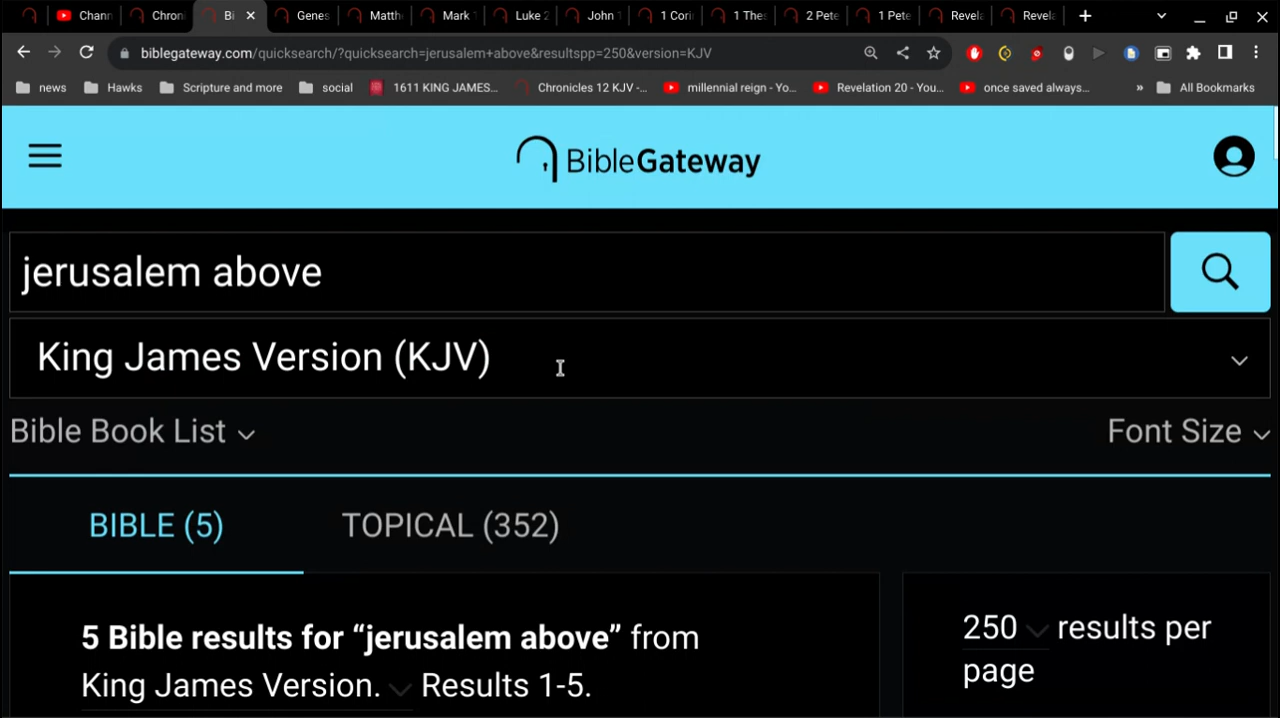 Chann
Chroni
Bi
Genes
Matth
Mark
Luke 2
John
1 Cori
1 The
2 Pete
1 Pete
Revela
Revela
biblegateway.com/quicksearch/?quicksearch=jerusalem+above&resultspp=250&version=KJV
news
Hawks
Scripture and more
social
1611 KING JAMES...
Chronicles 12 KJV -...
millennial reign - Yo...
Revelation 20 - You...
once saved always...
»
All Bookmarks
BibleGateway
jerusalem above
King James Version (KJV)
Bible Book List
Font Size
BIBLE (5)
TOPICAL (352)
5 Bible results for “jerusalem above” from
King James Version. Results 1-5.
250 results per
page